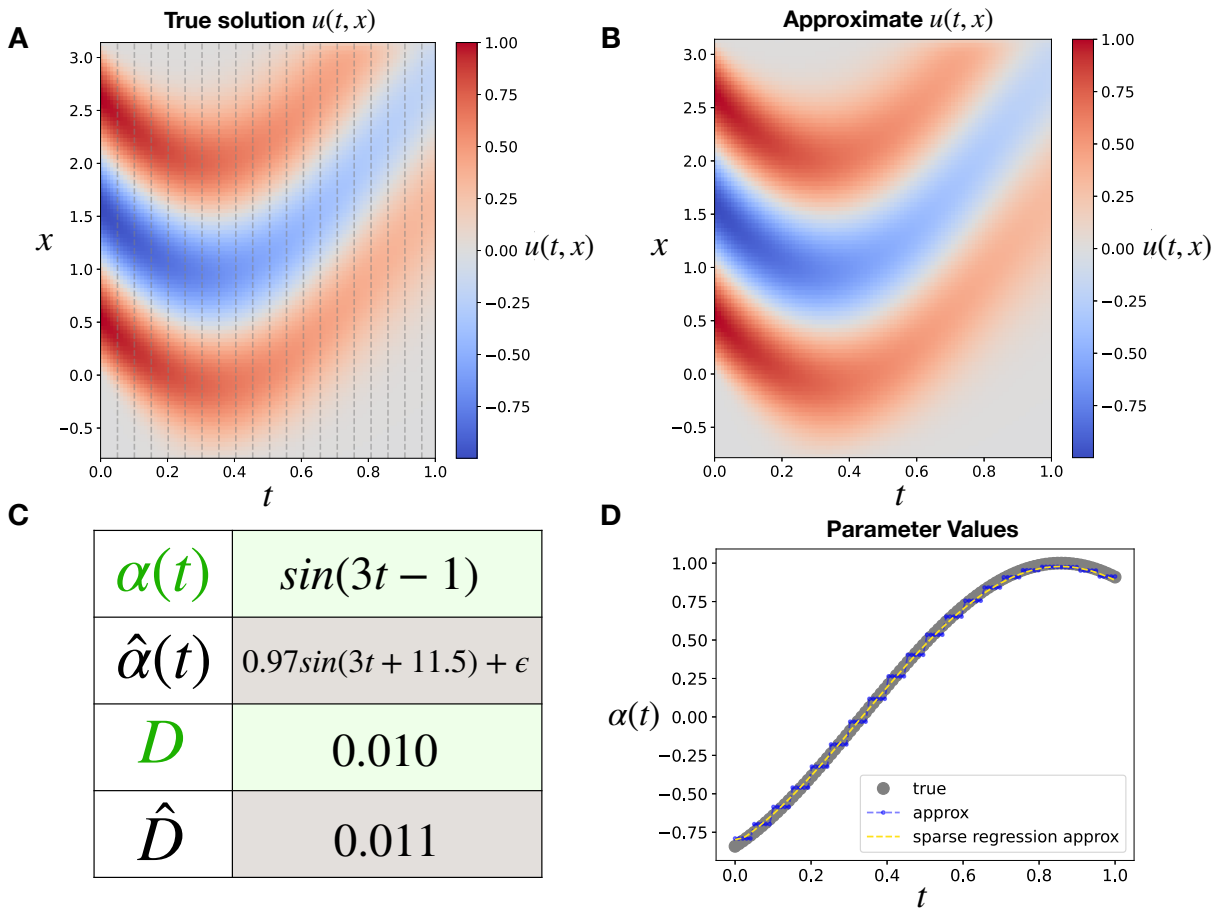 A
True solution u(t, x)
3.0
2.5
2.0
1.5
1.0
0.5
0.0
−0.5
x
0.0 0.2 0.4 0.6 0.8 1.0
t
1.00
0.75
0.50
0.25
0.00
−0.25
−0.50
−0.75
u(t, x)
B
Approximate u(t, x)
3.0
2.5
2.0
1.5
1.0
0.5
0.0
−0.5
x
0.0 0.2 0.4 0.6 0.8 1.0
t
1.00
0.75
0.50
0.25
0.00
−0.25
−0.50
−0.75
u(t, x)
C
α(t) sin(3t − 1)
α̂(t) 0.97sin(3t + 11.5) + ϵ
D 0.010
D̂ 0.011
D
Parameter Values
1.00
0.75
0.50
0.25
0.00
−0.25
−0.50
−0.75
α(t)
true
approx
sparse regression approx
0.0 0.2 0.4 0.6 0.8 1.0
t